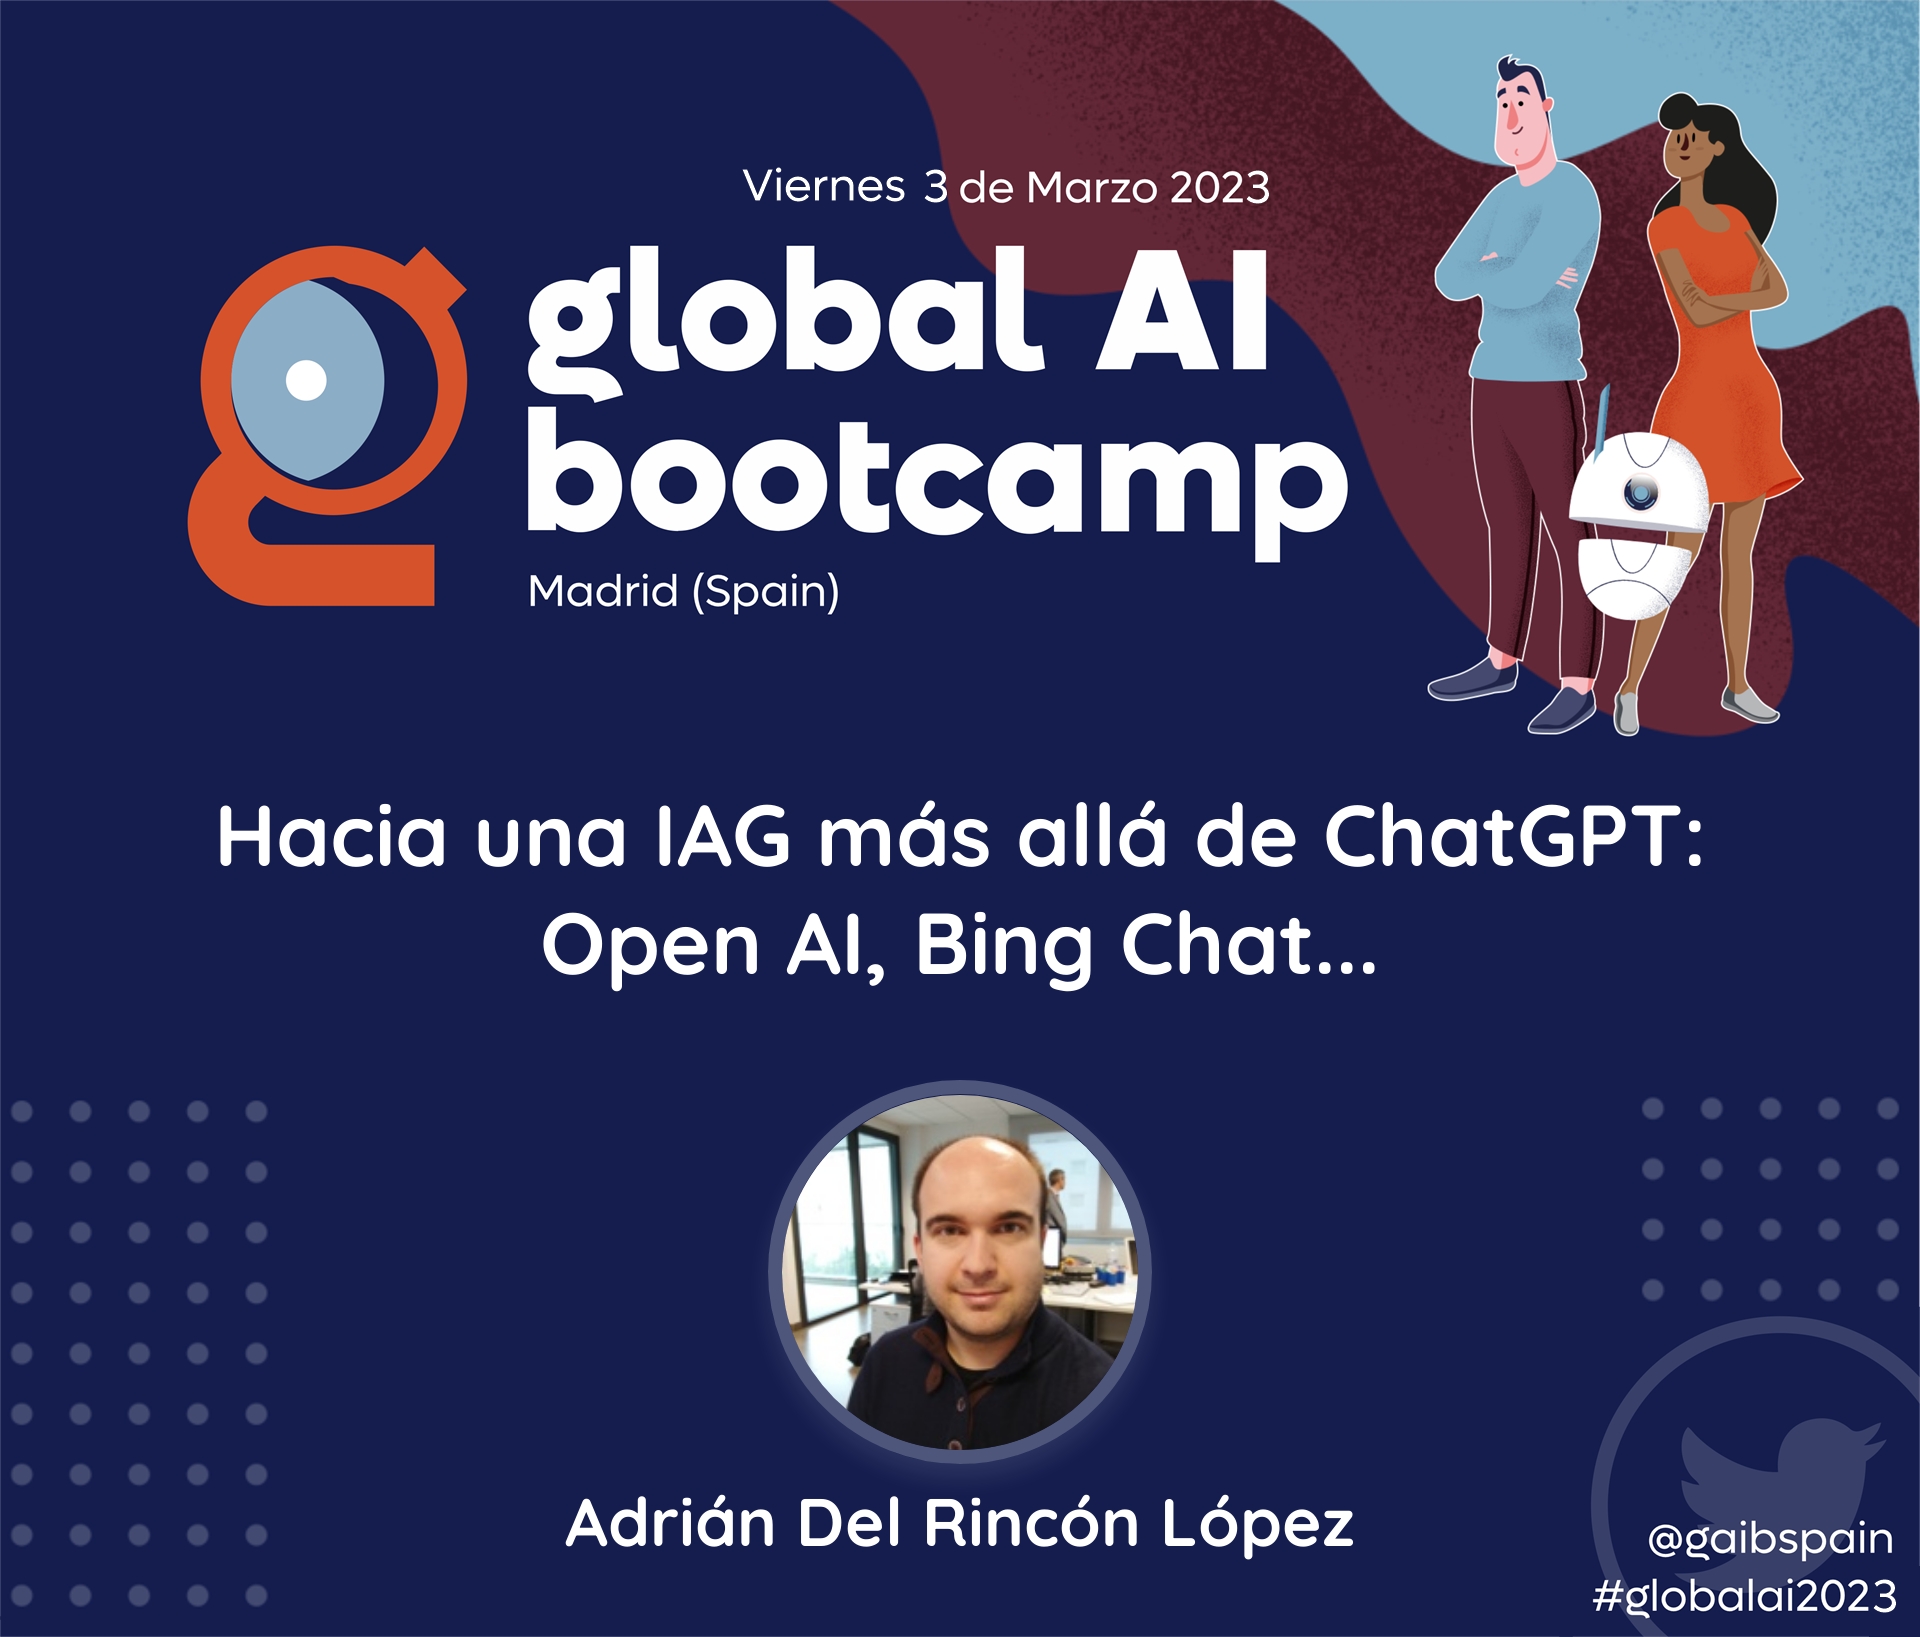 Viernes 3 de Marzo 2023
global AI
bootcamp
Madrid (Spain)
Hacia una IAG más allá de ChatGPT:
Open AI, Bing Chat...
Adrián Del Rincón López
@gaibspain
#globalai2023